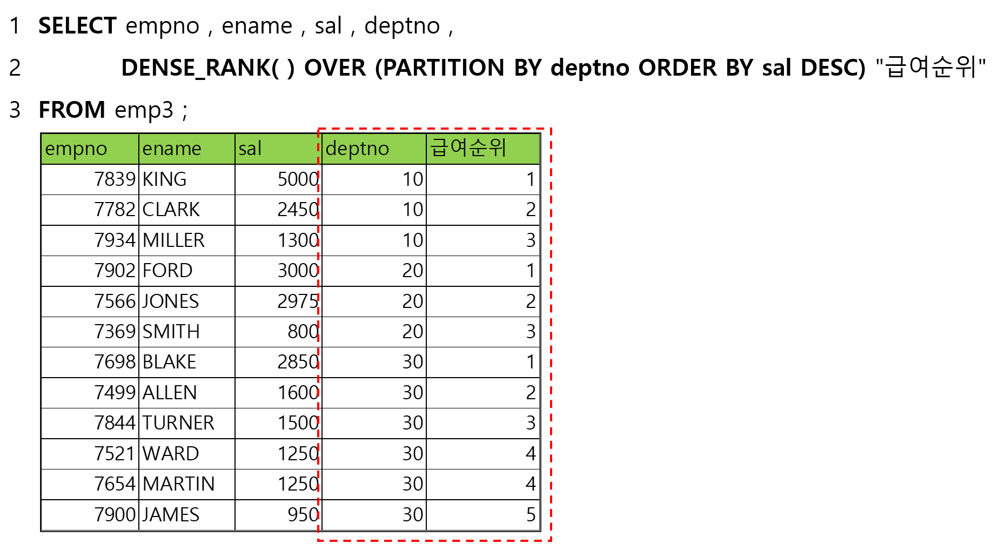 1 SELECT empno , ename , sal , deptno ,
2 DENSE_RANK( ) OVER (PARTITION BY deptno ORDER BY sal DESC) "급여순위"
3 FROM emp3 ;
empno ename sal deptno 급여순위
7839 KING 5000 10 1
7782 CLARK 2450 10 2
7934 MILLER 1300 10 3
7902 FORD 3000 20 1
7566 JONES 2975 20 2
7369 SMITH 800 20 3
7698 BLAKE 2850 30 1
7499 ALLEN 1600 30 2
7844 TURNER 1500 30 3
7521 WARD 1250 30 4
7654 MARTIN 1250 30 4
7900 JAMES 950 30 5